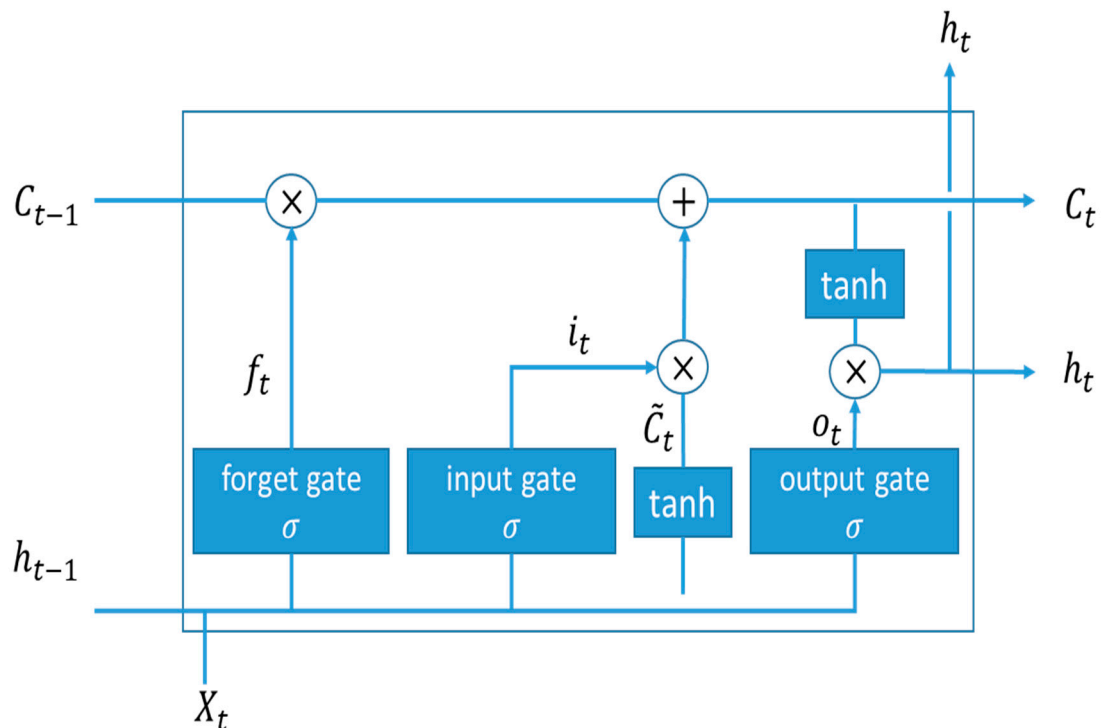 h_t
C_{t−1}
×
+
C_t
tanh
i_t
×
×
h_t
f_t
C̃_t
o_t
forget gate
σ
input gate
σ
tanh
output gate
σ
h_{t−1}
X_t